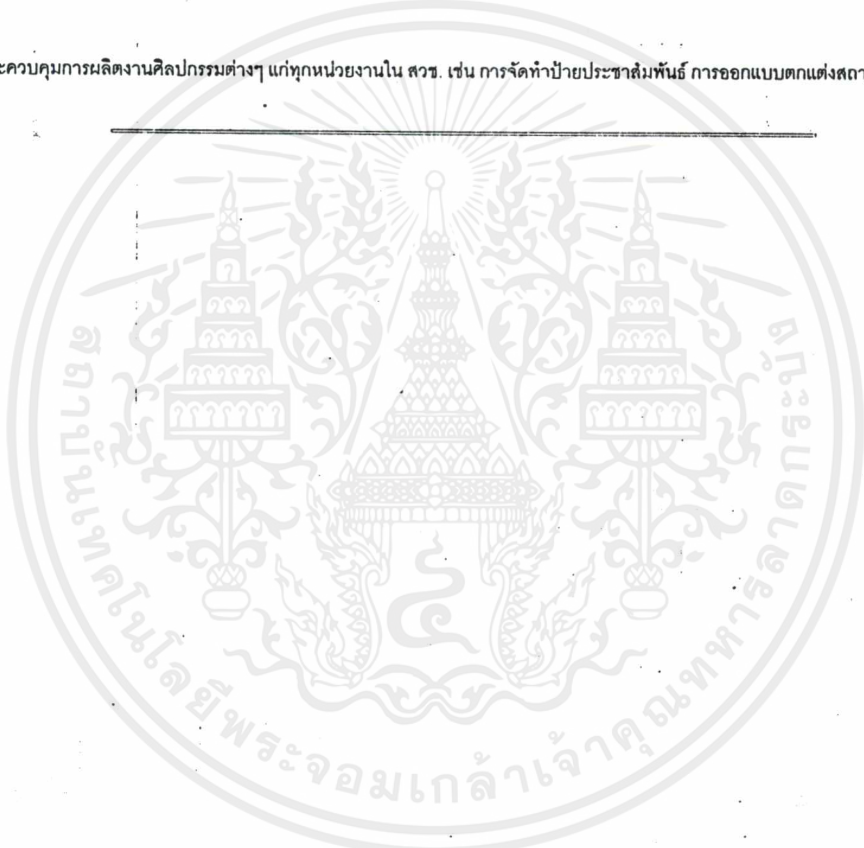 ะควบคุมการผลิตงานศิลปกรรมต่างๆ แก่ทุกหน่วยงานใน สวช. เช่น การจัดทำป้ายประชาสัมพันธ์ การออกแบบตกแต่งสถา
สถาบันเทคโนโลยีพระจอมเกล้าเจ้าคุณทหารลาดกระบัง